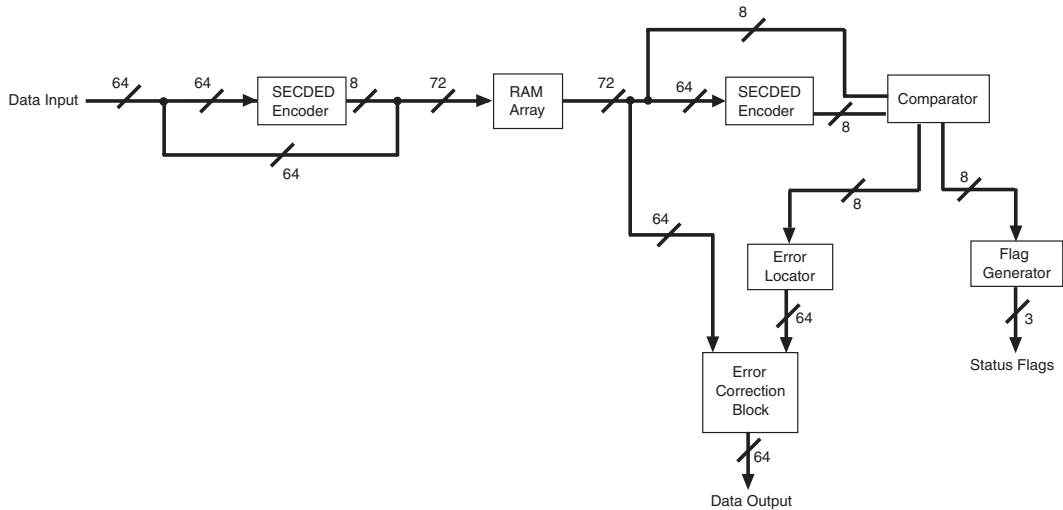 8
64
64
SECDED
Encoder
8
72
RAM
Array
72
64
SECDED
Encoder
Comparator
Data Input
8
64
8
8
64
Error
Locator
Flag
Generator
64
3
Error
Correction
Block
Status Flags
64
Data Output